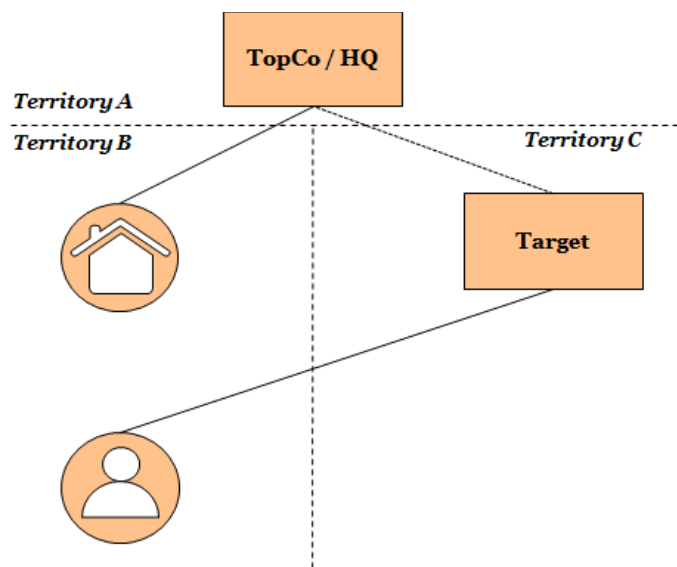 TopCo / HQ
Territory A
Territory B
Territory C
Target